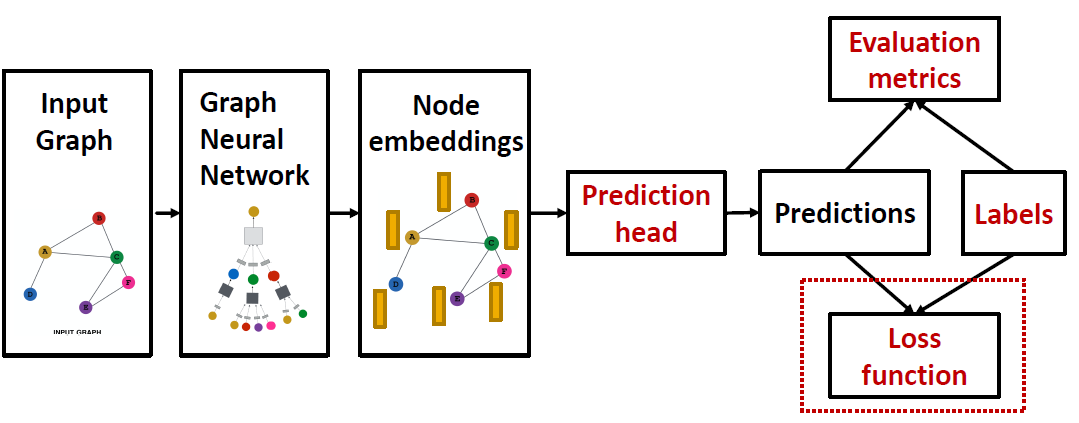 Input
Graph
B
A
C
F
D
E
INPUT GRAPH
Graph
Neural
Network
Node
embeddings
B
A
C
F
D
E
Prediction
head
Predictions
Labels
Evaluation
metrics
Loss
function